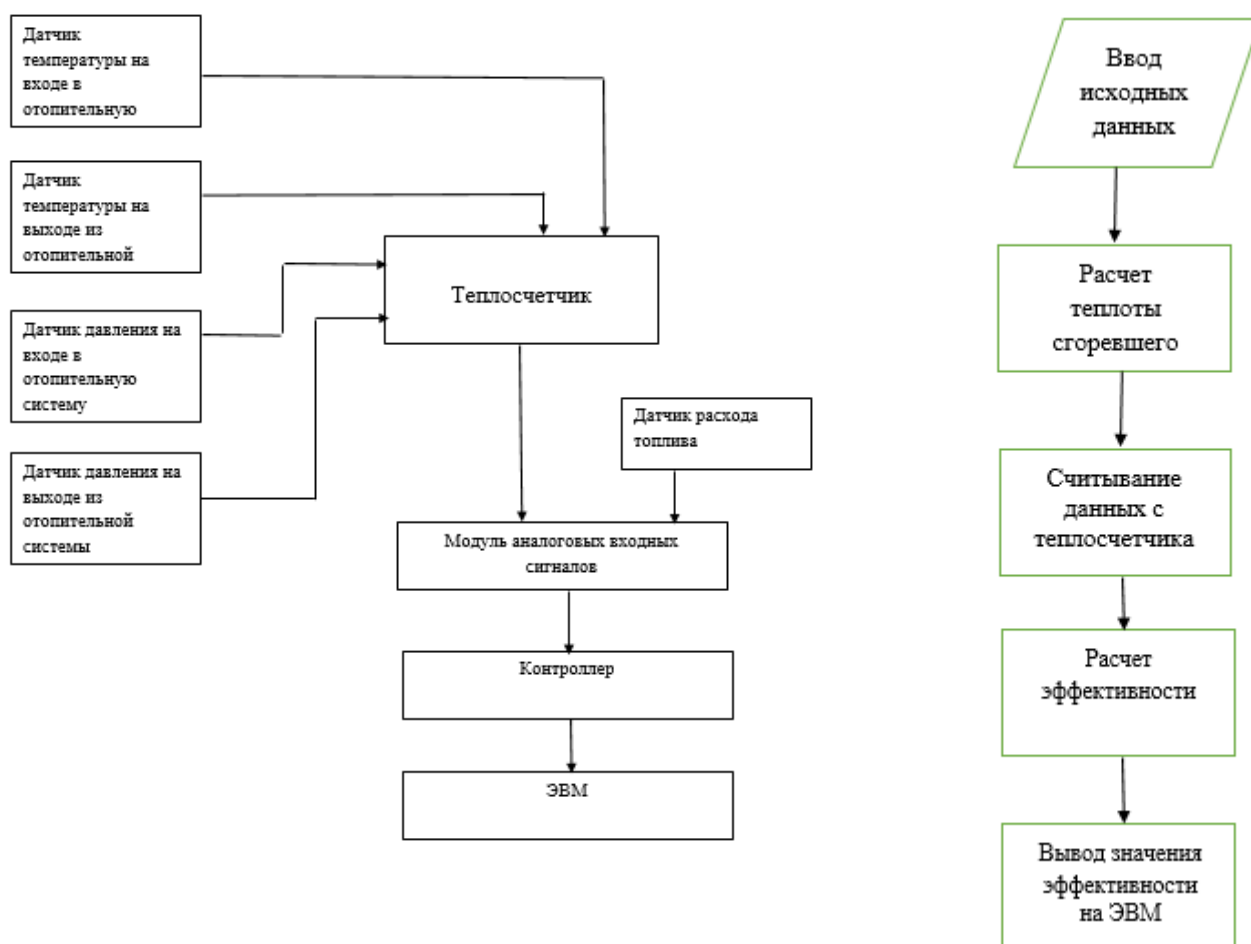 Датчик
температуры на
входе в
отопительную
Датчик
температуры на
выходе из
отопительной
Датчик давления на
входе в
отопительную
систему
Датчик давления на
выходе из
отопительной
системы
Теплосчетчик
Датчик расхода
топлива
Модуль аналоговых входных
сигналов
Контроллер
ЭВМ
Ввод
исходных
данных
Расчет
теплоты
сгоревшего
Считывание
данных с
теплосчетчика
Расчет
эффективности
Вывод значения
эффективности
на ЭВМ